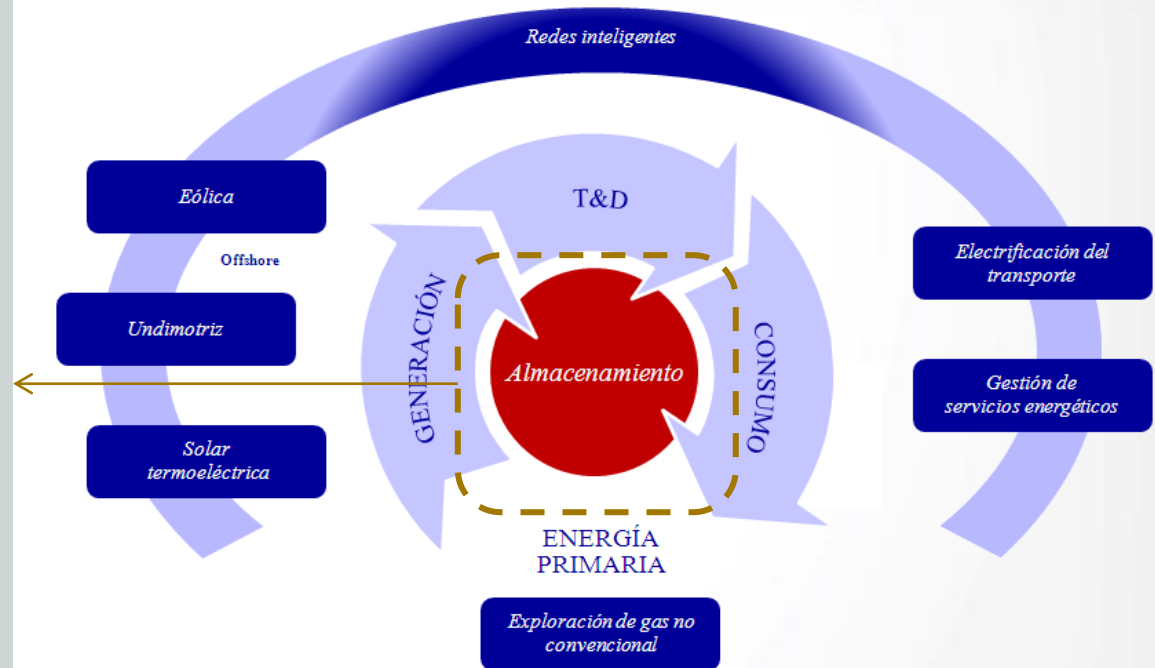 Redes inteligentes
Eólica
T&D
Offshore
Electrificación del
transporte
Undimotriz
GENERACIÓN
Almacenamiento
CONSUMO
Gestión de
servicios energéticos
Solar
termoeléctrica
ENERGÍA
PRIMARIA
Exploración de gas no
convencional